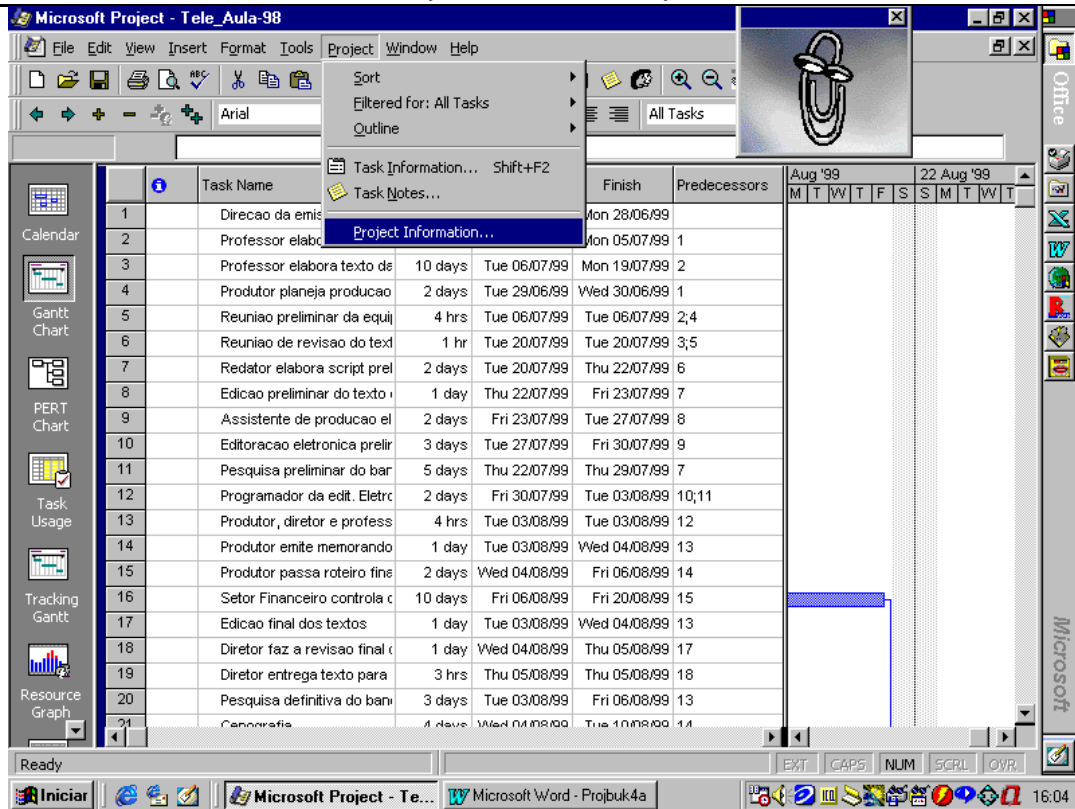 Microsoft Project - Tele_Aula-98
File Edit View Insert Format Tools Project Window Help
Arial
All Tasks
Sort
Filtered for: All Tasks
Outline
Task Information... Shift+F2
Task Notes...
Project Information...
Task Name Finish Predecessors Aug '99 22 Aug '99
M T W T F S S M T W T
1 Direcao da emis Mon 28/06/99
2 Professor elabo Mon 05/07/99 1
3 Professor elabora texto da 10 days Tue 06/07/99 Mon 19/07/99 2
4 Produtor planeja producao 2 days Tue 29/06/99 Wed 30/06/99 1
5 Reuniao preliminar da equi 4 hrs Tue 06/07/99 Tue 06/07/99 2;4
6 Reuniao de revisao do text 1 hr Tue 20/07/99 Tue 20/07/99 3;5
7 Redator elabora script prel 2 days Tue 20/07/99 Thu 22/07/99 6
8 Edicao preliminar do texto 1 day Thu 22/07/99 Fri 23/07/99 7
9 Assistente de producao el 2 days Fri 23/07/99 Tue 27/07/99 8
10 Editoracao eletronica prelir 3 days Tue 27/07/99 Fri 30/07/99 9
11 Pesquisa preliminar do bar 5 days Thu 22/07/99 Thu 29/07/99 7
12 Programador da edit. Eletro 2 days Fri 30/07/99 Tue 03/08/99 10;11
13 Produtor, diretor e profess 4 hrs Tue 03/08/99 Tue 03/08/99 12
14 Produtor emite memorando 1 day Tue 03/08/99 Wed 04/08/99 13
15 Produtor passa roteiro fina 2 days Wed 04/08/99 Fri 06/08/99 14
16 Setor Financeiro controla c 10 days Fri 06/08/99 Fri 20/08/99 15
17 Edicao final dos textos 1 day Tue 03/08/99 Wed 04/08/99 13
18 Diretor faz a revisao final 1 day Wed 04/08/99 Thu 05/08/99 17
19 Diretor entrega texto para 3 hrs Thu 05/08/99 Thu 05/08/99 18
20 Pesquisa definitiva do ban 3 days Tue 03/08/99 Fri 06/08/99 13
21 Cenografia 4 days Wed 04/08/99 Tue 10/08/99 14
Calendar
Gantt
Chart
PERT
Chart
Task
Usage
Tracking
Gantt
Resource
Graph
Office
Microsoft
Ready EXT CAPS NUM SCRL OVR
Iniciar Microsoft Project - Te... Microsoft Word - Projbuk4a 16:04